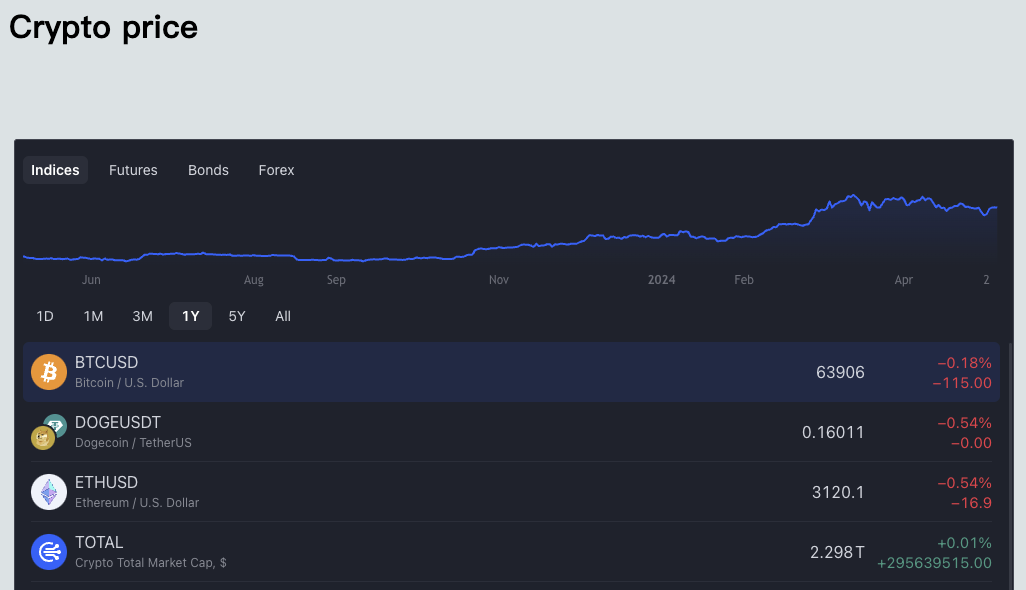 Crypto price
Indices Futures Bonds Forex
Jun Aug Sep Nov 2024 Feb Apr 2
1D 1M 3M 1Y 5Y All
BTCUSD
Bitcoin / U.S. Dollar
63906
−0.18%
−115.00
DOGEUSDT
Dogecoin / TetherUS
0.16011
−0.54%
−0.00
ETHUSD
Ethereum / U.S. Dollar
3120.1
−0.54%
−16.9
TOTAL
Crypto Total Market Cap, $
2.298 T
+0.01%
+295639515.00